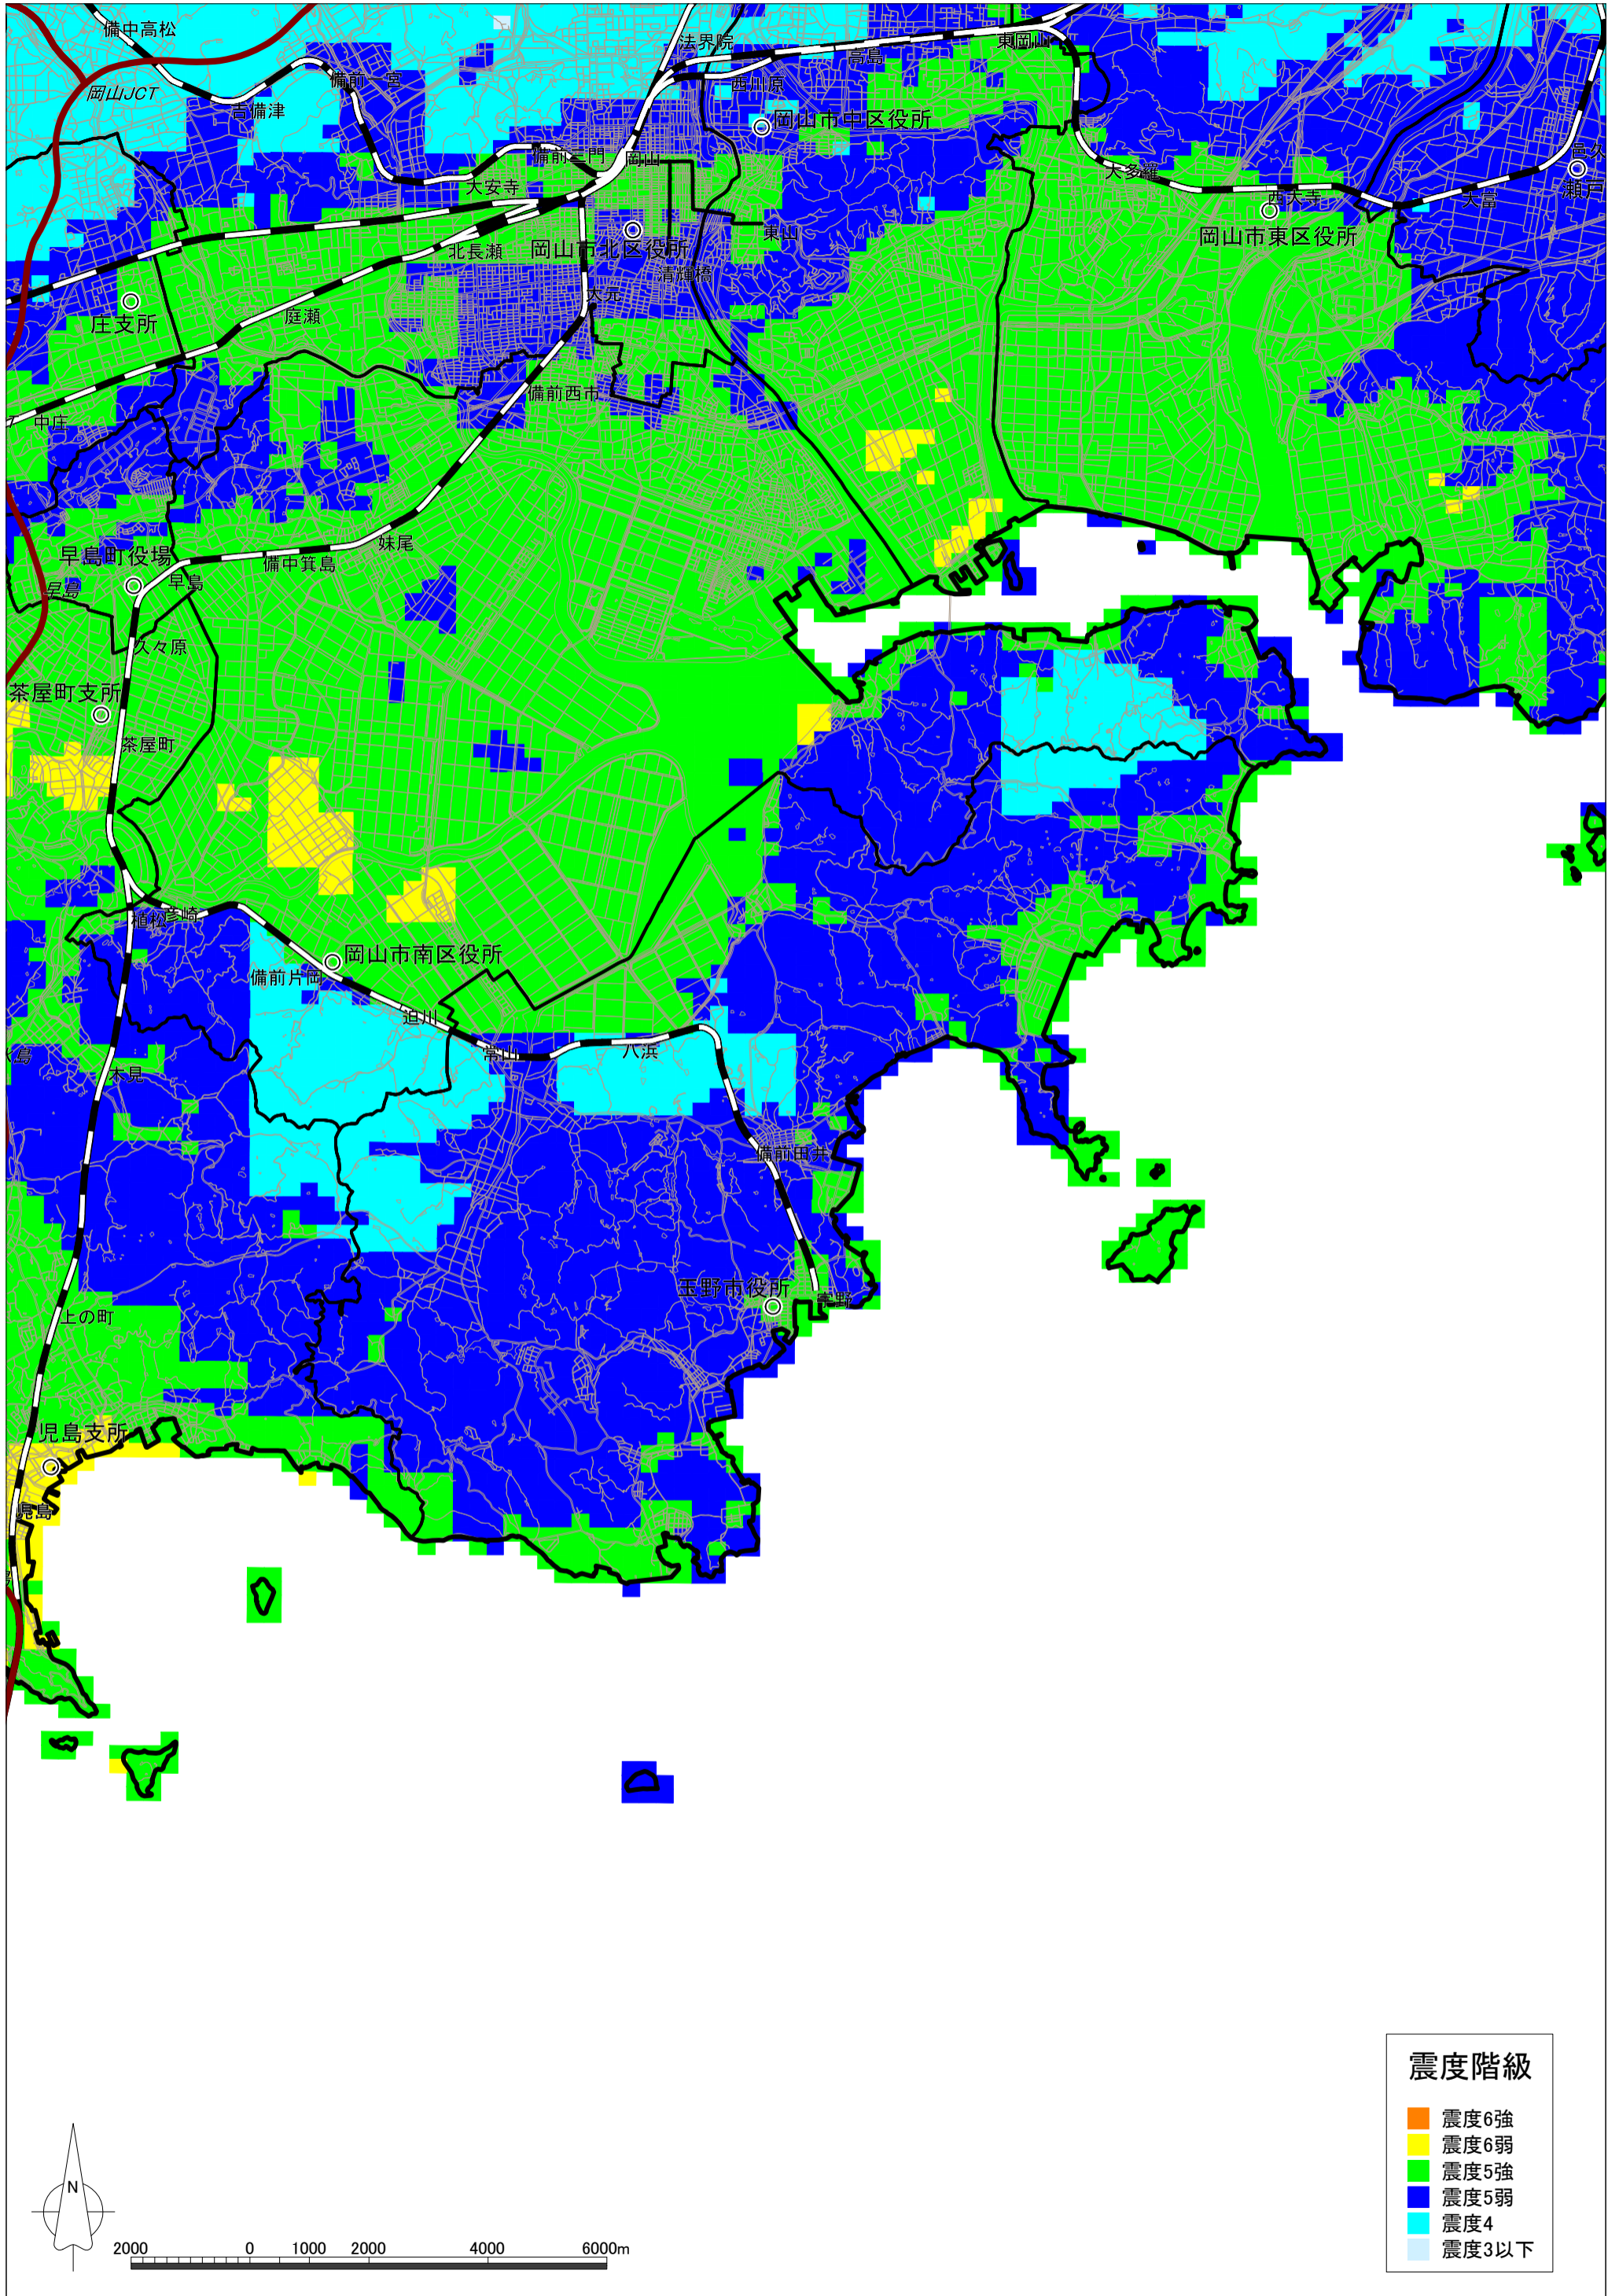 備中高松
法界院
東岡山
高島
備前一宮
西川原
岡山JCT
吉備津
岡山市中区役所
備前三門
岡山
邑久
大安寺
大多羅
瀬戸
西大寺
大富
東山
岡山市東区役所
北長瀬
岡山市北区役所
清輝橋
大元
庭瀬
庄支所
備前西市
中庄
妹尾
早島町役場
備中箕島
早島
早島
久々原
茶屋町支所
茶屋町
植松
彦崎
岡山市南区役所
備前片岡
迫川
常山
八浜
木見
備前田井
玉野市役所
宇野
上の町
児島支所
児島
震度階級
震度6強
震度6弱
震度5強
震度5弱
震度4
震度3以下
N
2000 0 1000 2000 4000 6000m